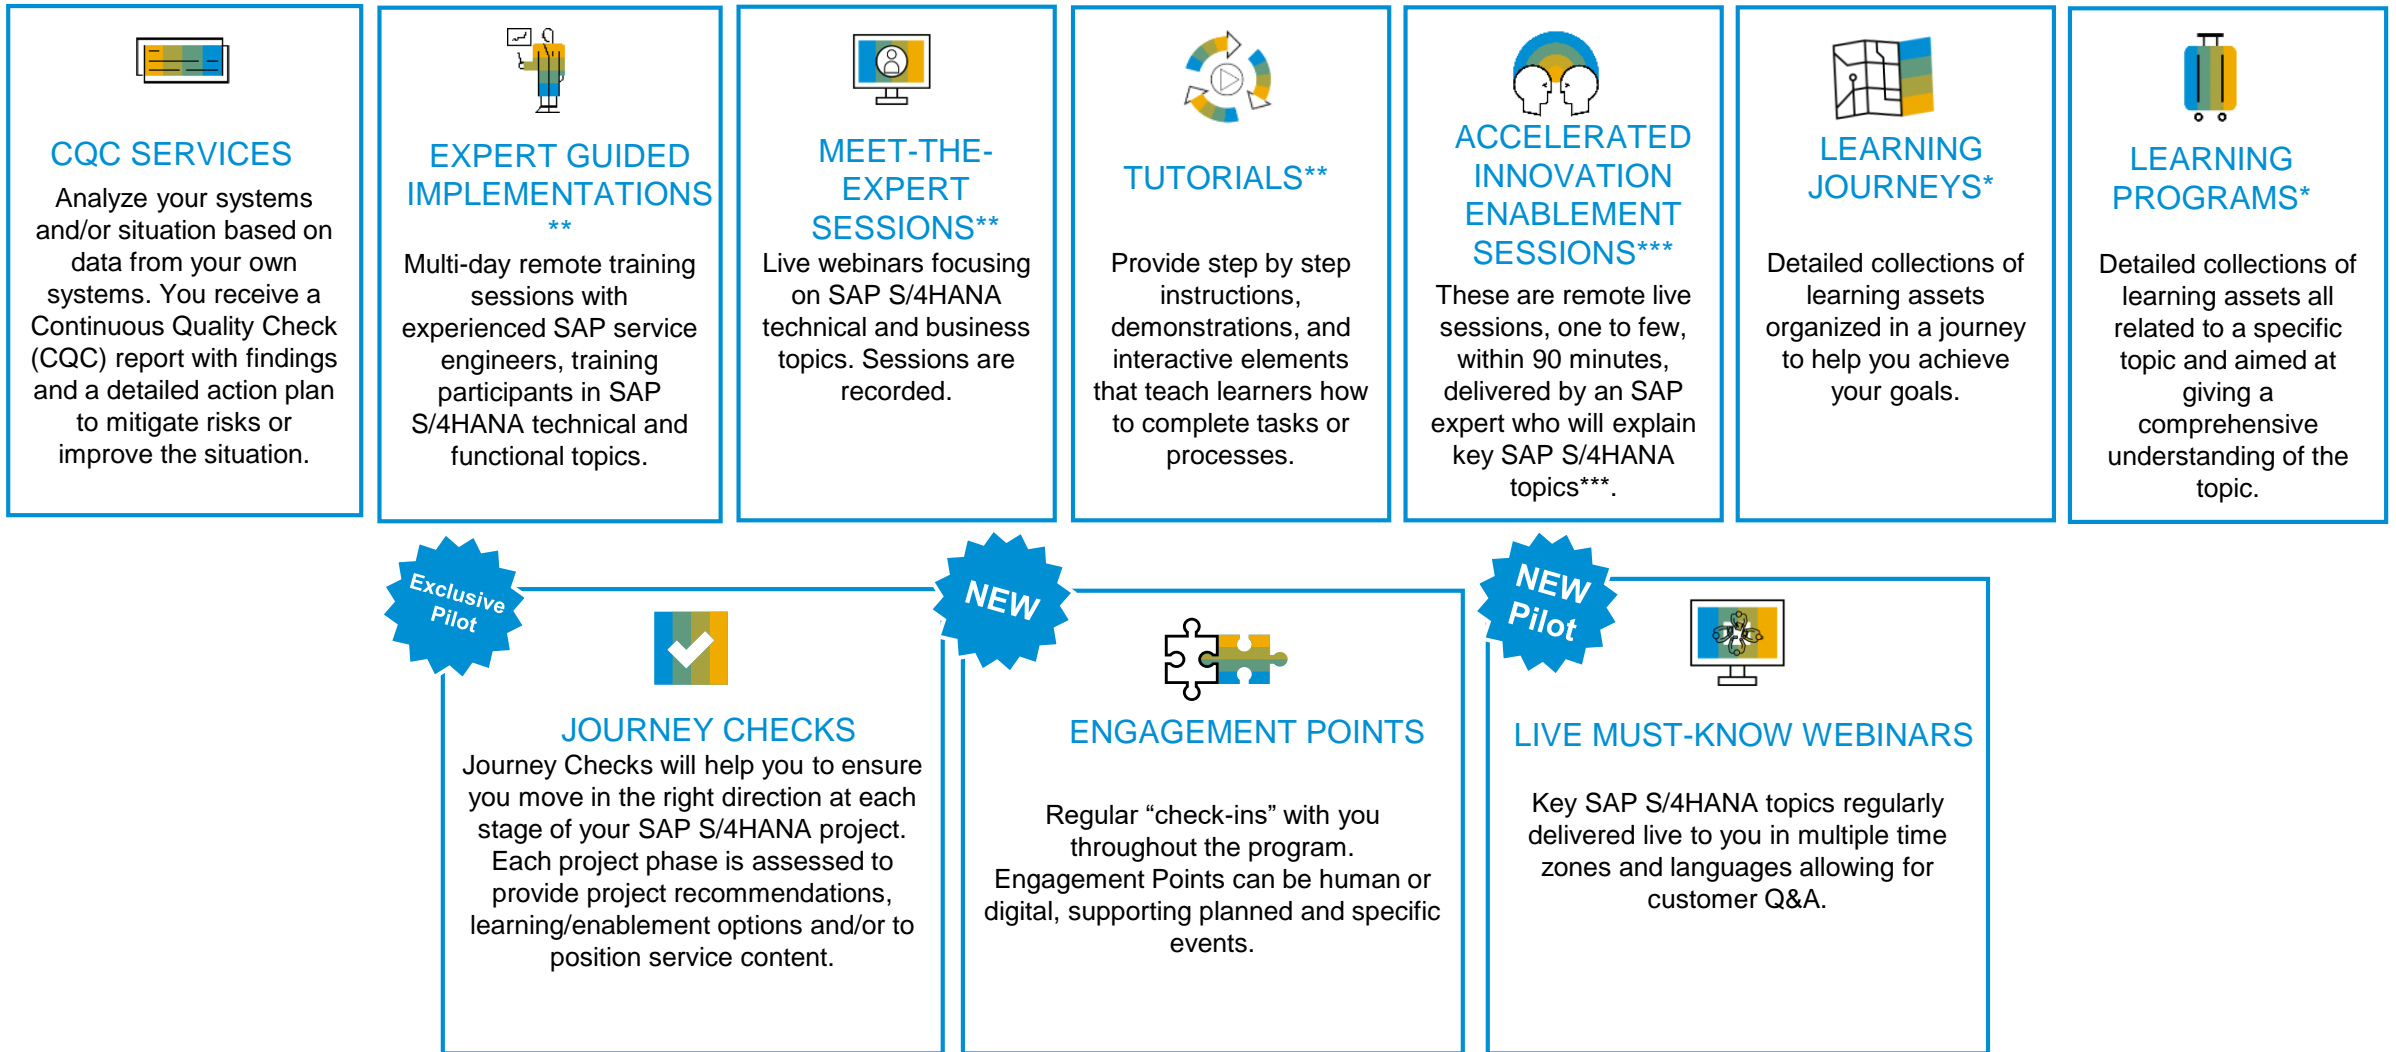 CQC SERVICES
Analyze your systems
and/or situation based on
data from your own
systems. You receive a
Continuous Quality Check
(CQC) report with findings
and a detailed action plan
to mitigate risks or
improve the situation.
EXPERT GUIDED
IMPLEMENTATIONS
**
Multi-day remote training
sessions with
experienced SAP service
engineers, training
participants in SAP
S/4HANA technical and
functional topics.
MEET-THE-
EXPERT
SESSIONS**
Live webinars focusing
on SAP S/4HANA
technical and business
topics. Sessions are
recorded.
TUTORIALS**
Provide step by step
instructions,
demonstrations, and
interactive elements
that teach learners how
to complete tasks or
processes.
ACCELERATED
INNOVATION
ENABLEMENT
SESSIONS***
These are remote live
sessions, one to few,
within 90 minutes,
delivered by an SAP
expert who will explain
key SAP S/4HANA
topics***.
LEARNING
JOURNEYS*
Detailed collections of
learning assets
organized in a journey
to help you achieve
your goals.
LEARNING
PROGRAMS*
Detailed collections of
learning assets all
related to a specific
topic and aimed at
giving a
comprehensive
understanding of the
topic.
Exclusive
Pilot
JOURNEY CHECKS
Journey Checks will help you to ensure
you move in the right direction at each
stage of your SAP S/4HANA project.
Each project phase is assessed to
provide project recommendations,
learning/enablement options and/or to
position service content.
NEW
ENGAGEMENT POINTS
Regular “check-ins” with you
throughout the program.
Engagement Points can be human or
digital, supporting planned and specific
events.
NEW
Pilot
LIVE MUST-KNOW WEBINARS
Key SAP S/4HANA topics regularly
delivered live to you in multiple time
zones and languages allowing for
customer Q&A.